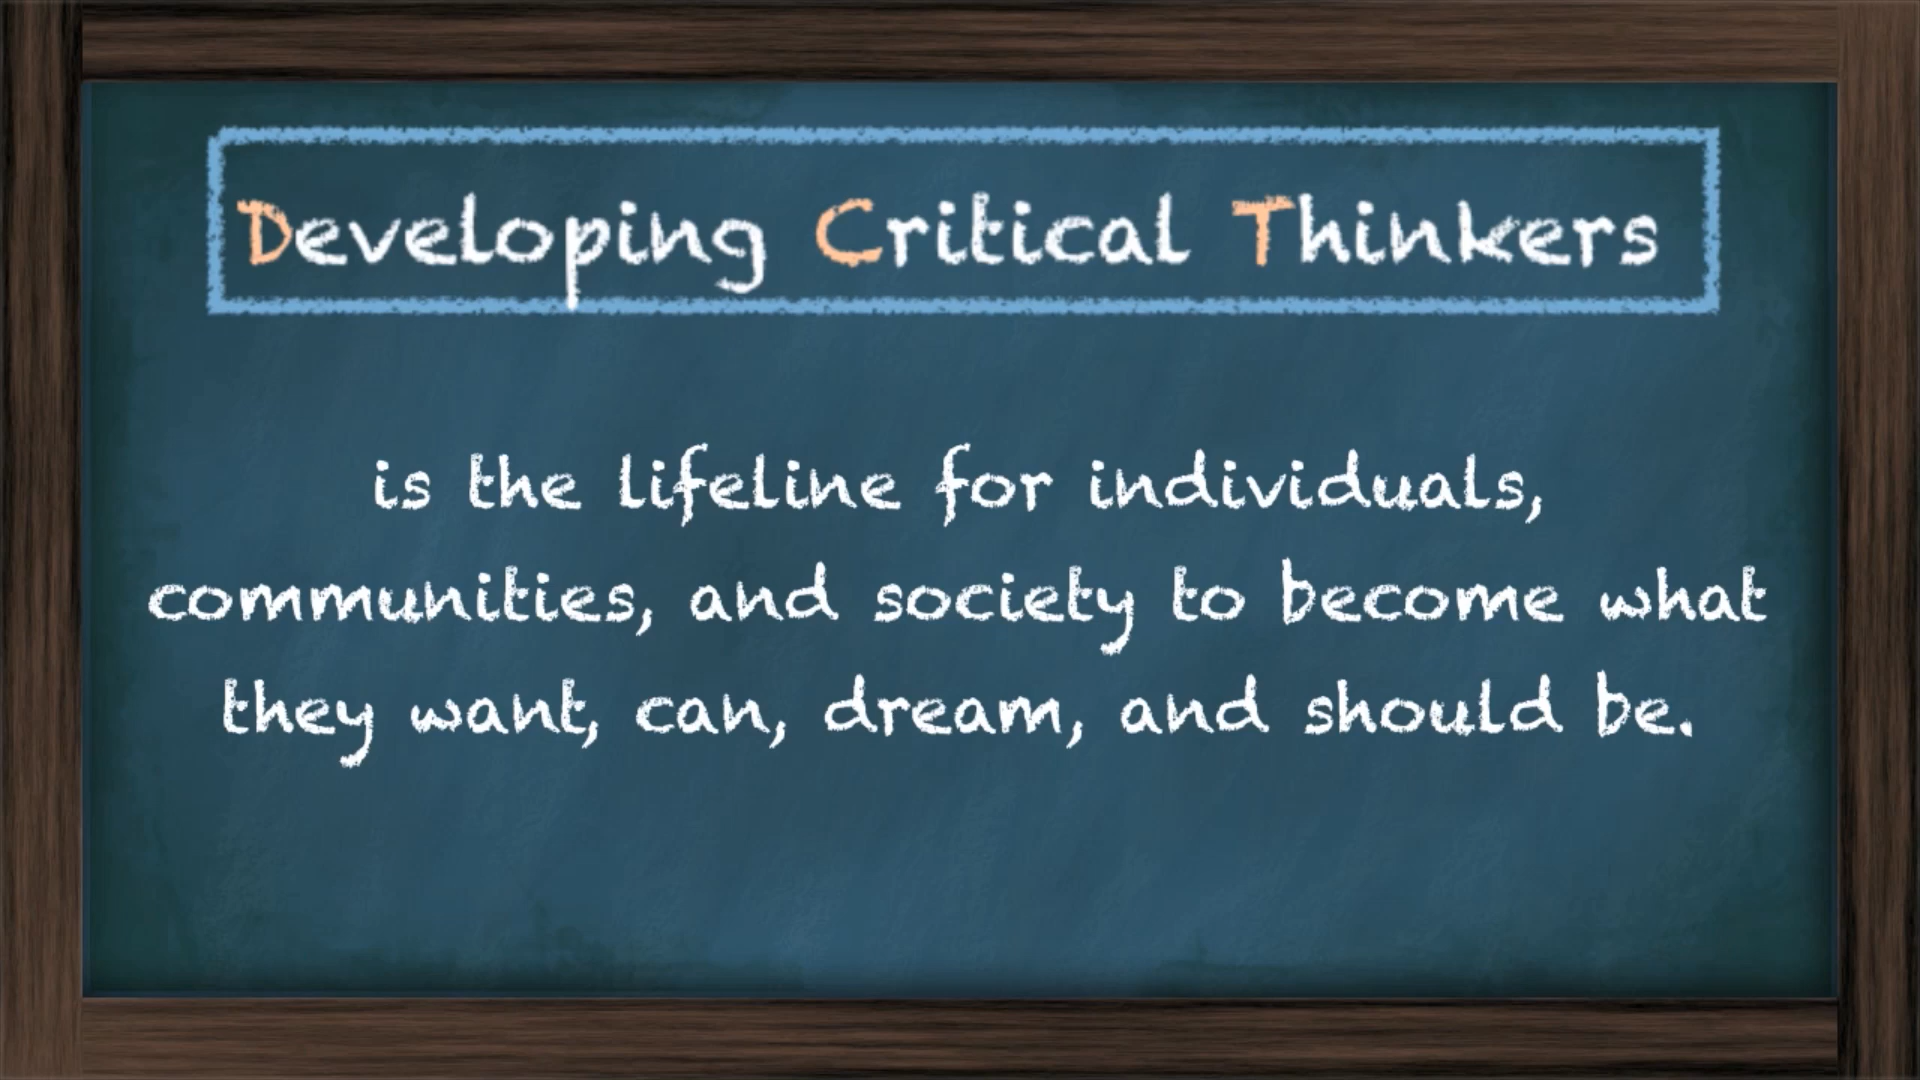 Developing Critical Thinkers
is the lifeline for individuals,
communities, and society to become what
they want, can, dream, and should be.